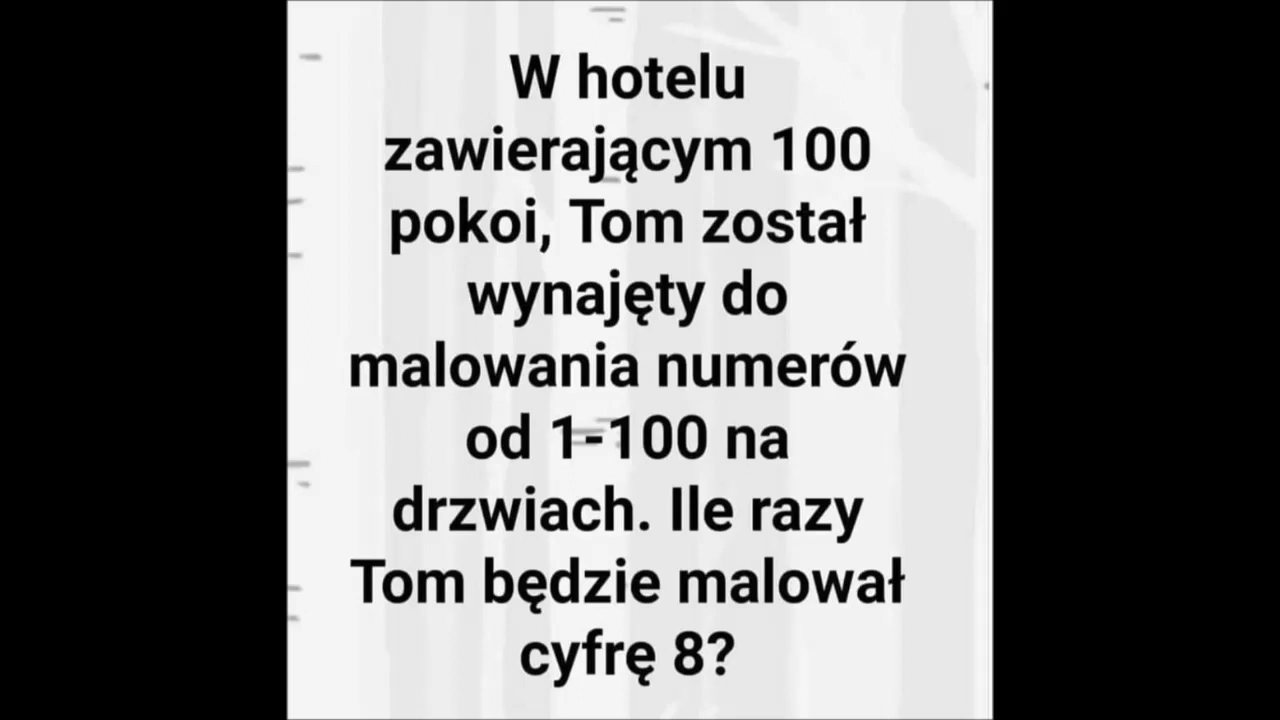 W hotelu
zawierającym 100
pokoi, Tom został
wynajęty do
malowania numerów
od 1-100 na
drzwiach. Ile razy
Tom będzie malował
cyfrę 8?